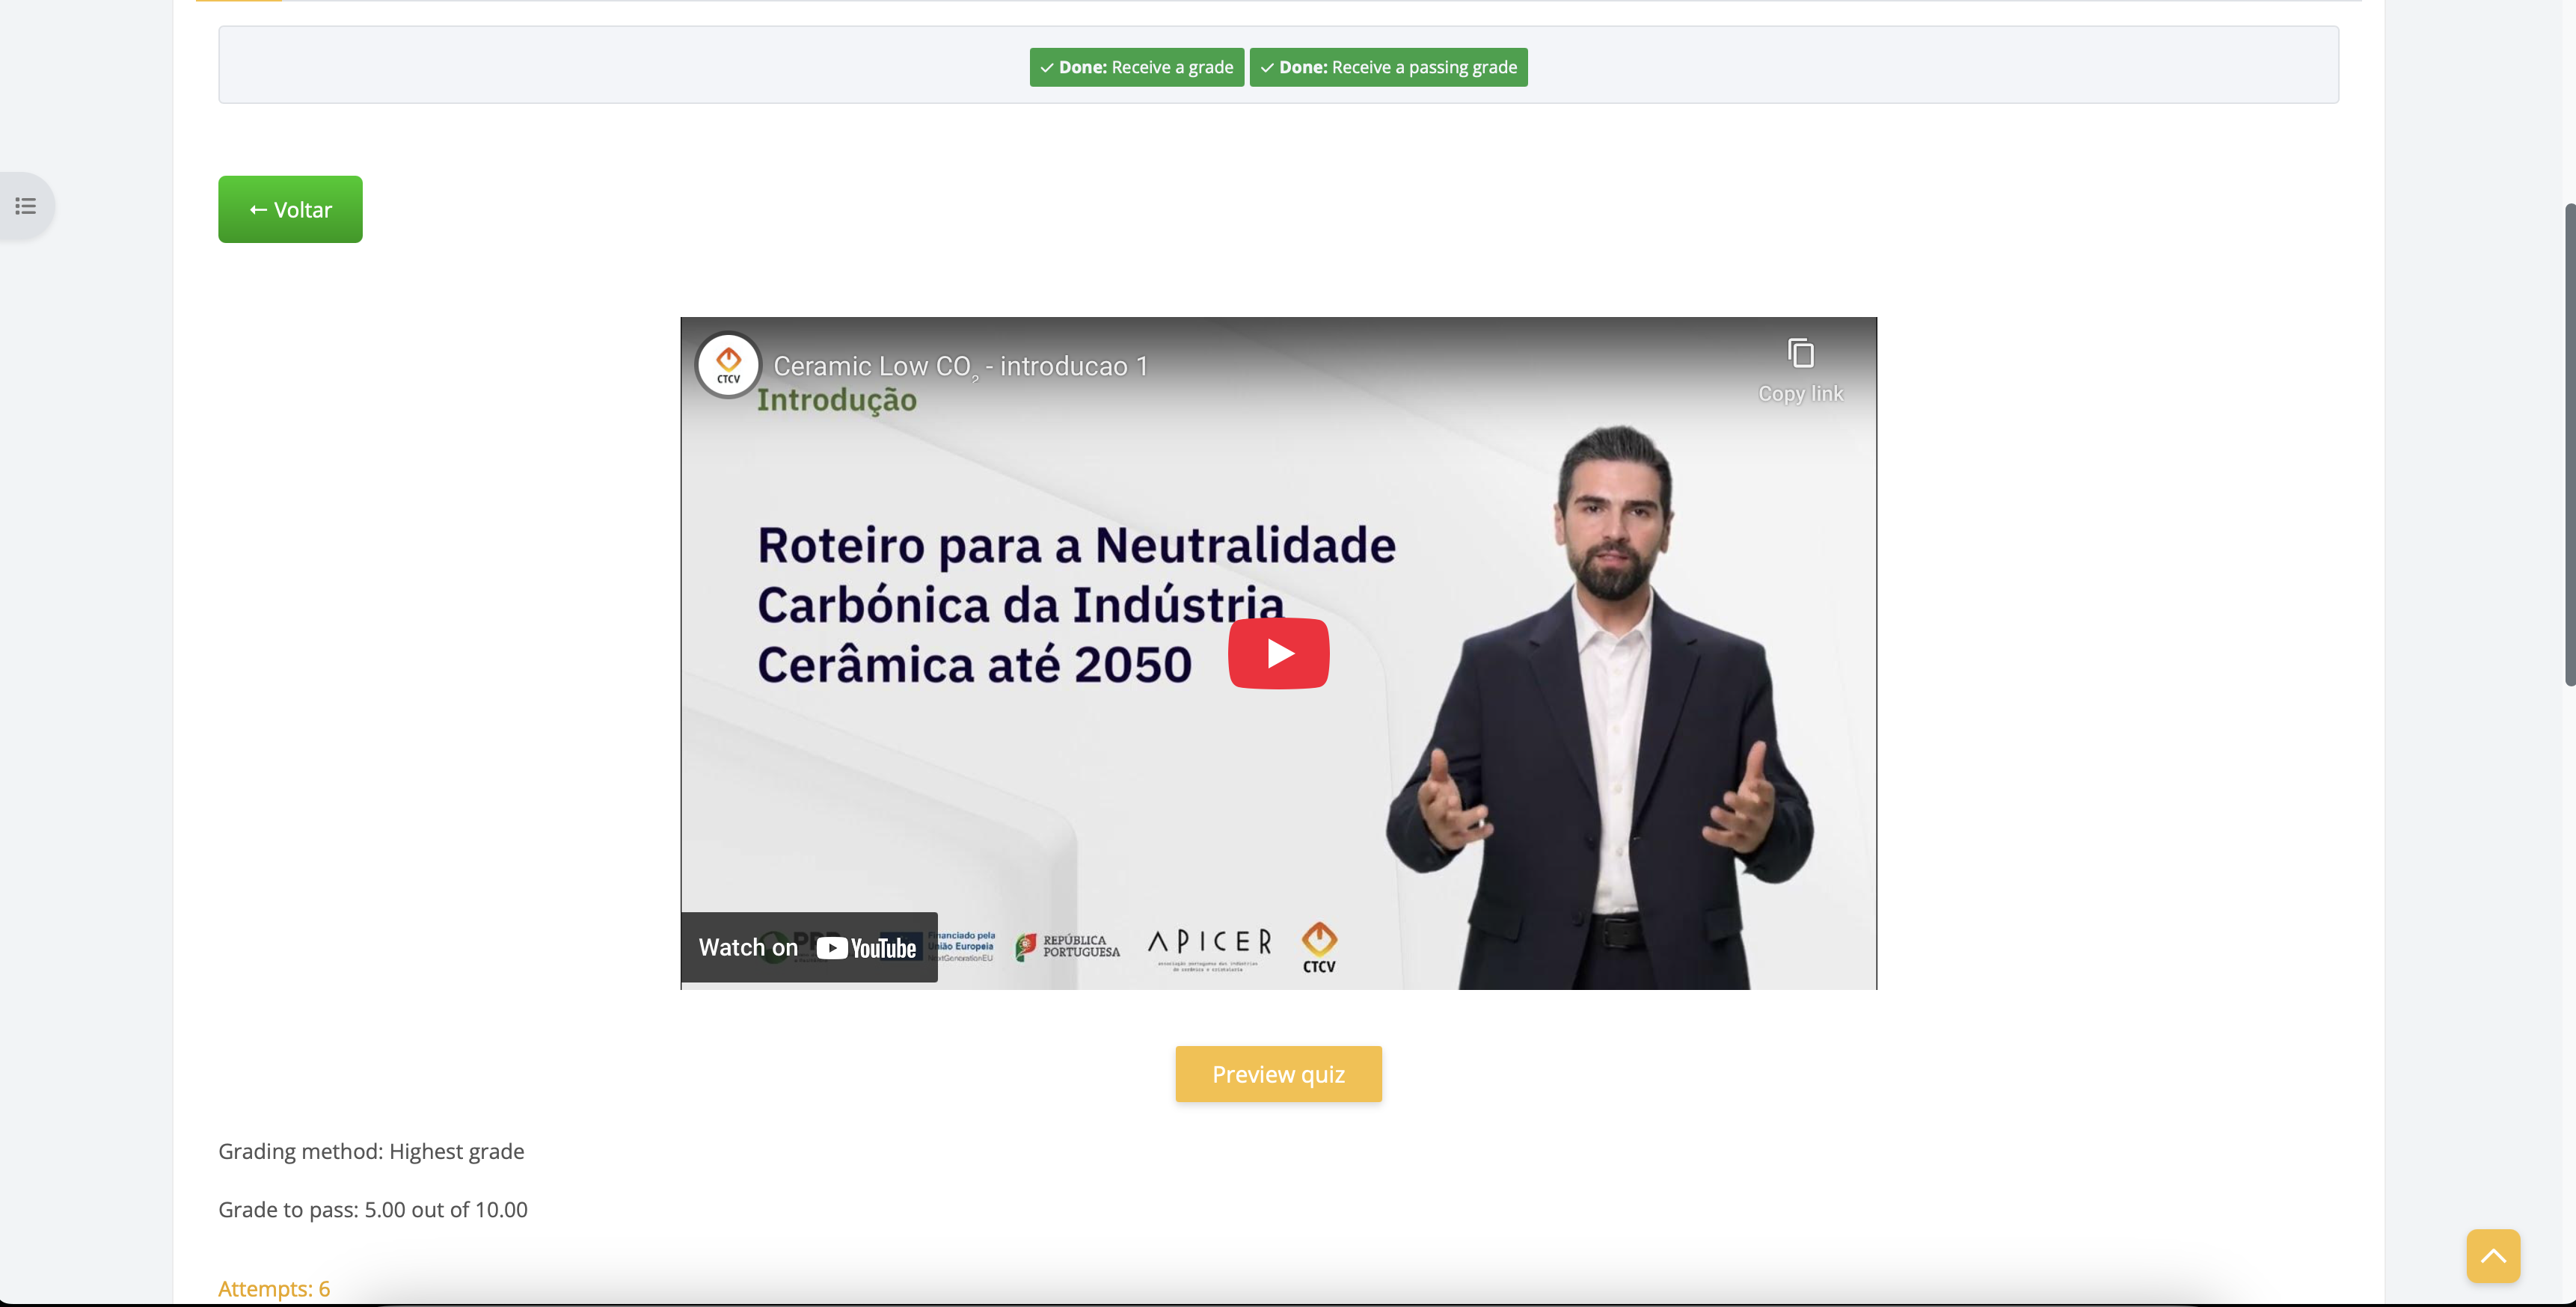 Done: Receive a grade
Done: Receive a passing grade
← Voltar
CTCV
Ceramic Low CO₂ - introducao 1
Copy link
Introdução
Roteiro para a Neutralidade
Carbónica da Indústria
Cerâmica até 2050
Watch on YouTube
Financiado pela
União Europeia
NextGenerationEU
REPÚBLICA
PORTUGUESA
APICER
CTCV
Preview quiz
Grading method: Highest grade
Grade to pass: 5.00 out of 10.00
Attempts: 6